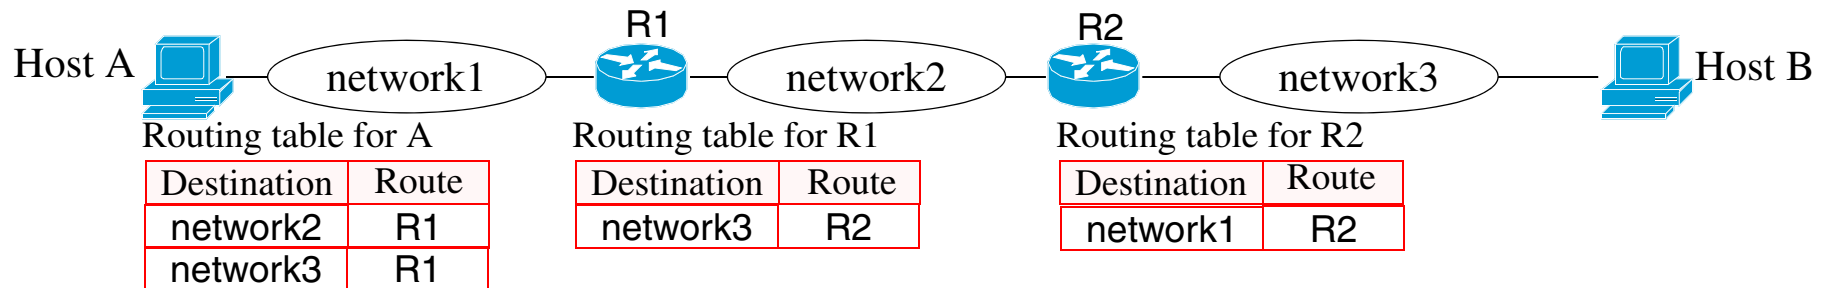 R1
R2
Host A
network1
network2
network3
Host B
Routing table for A
Destination Route
network2 R1
network3 R1
Routing table for R1
Destination Route
network3 R2
Routing table for R2
Destination Route
network1 R2